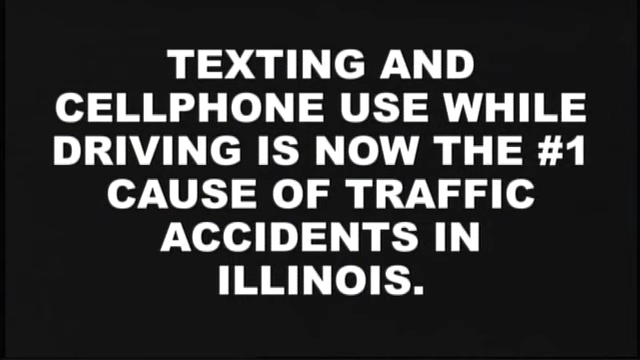 TEXTING AND
CELLPHONE USE WHILE
DRIVING IS NOW THE #1
CAUSE OF TRAFFIC
ACCIDENTS IN
ILLINOIS.